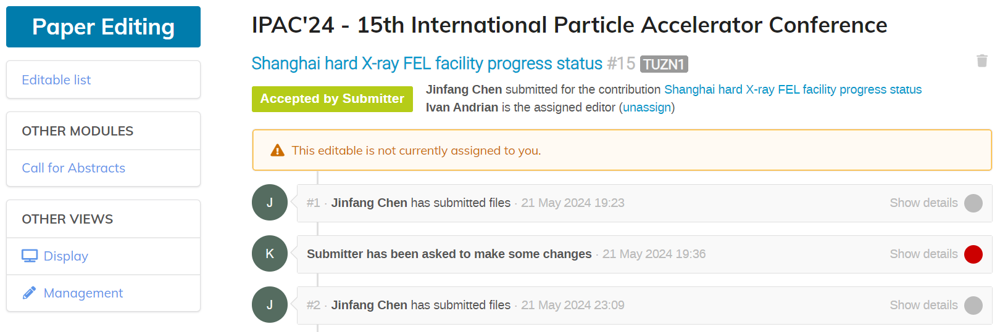 Paper Editing
Editable list
OTHER MODULES
Call for Abstracts
OTHER VIEWS
Display
Management
IPAC'24 - 15th International Particle Accelerator Conference
Shanghai hard X-ray FEL facility progress status #15 TUZN1
Accepted by Submitter
Jinfang Chen submitted for the contribution Shanghai hard X-ray FEL facility progress status
Ivan Andrian is the assigned editor (unassign)
This editable is not currently assigned to you.
J
#1 · Jinfang Chen has submitted files · 21 May 2024 19:23
Show details
K
Submitter has been asked to make some changes · 21 May 2024 19:36
Show details
J
#2 · Jinfang Chen has submitted files · 21 May 2024 23:09
Show details